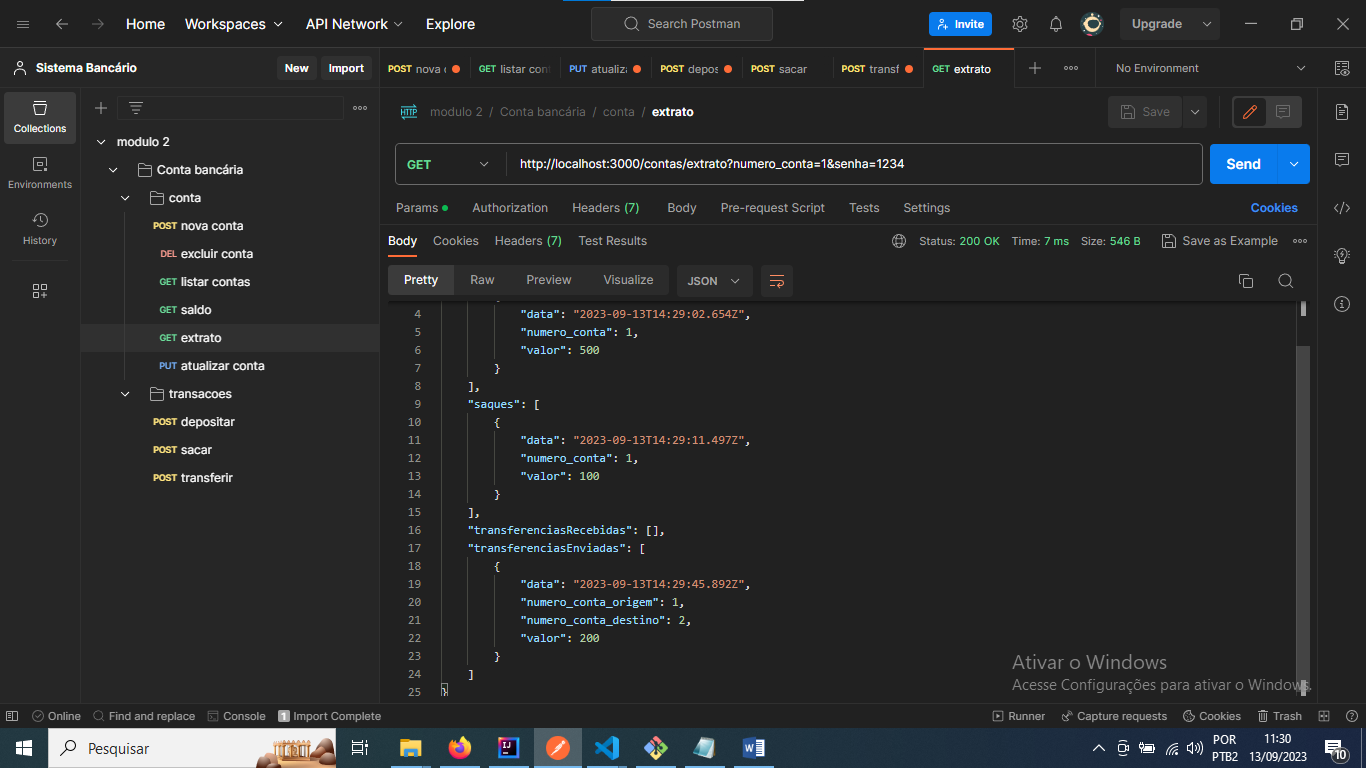 Home Workspaces API Network Explore Search Postman Invite Upgrade
Sistema Bancário New Import
POST nova c GET listar cont PUT atualiza POST depos POST sacar POST transf GET extrato No Environment
Collections
Environments
History
modulo 2
Conta bancária
conta
POST nova conta
DEL excluir conta
GET listar contas
GET saldo
GET extrato
PUT atualizar conta
transacoes
POST depositar
POST sacar
POST transferir
HTTP modulo 2 / Conta bancária / conta / extrato Save
GET http://localhost:3000/contas/extrato?numero_conta=1&senha=1234 Send
Params Authorization Headers (7) Body Pre-request Script Tests Settings Cookies
Body Cookies Headers (7) Test Results Status: 200 OK Time: 7 ms Size: 546 B Save as Example
Pretty Raw Preview Visualize JSON
4 "data": "2023-09-13T14:29:02.654Z",
5 "numero_conta": 1,
6 "valor": 500
7 }
8 ],
9 "saques": [
10 {
11 "data": "2023-09-13T14:29:11.497Z",
12 "numero_conta": 1,
13 "valor": 100
14 }
15 ],
16 "transferenciasRecebidas": [],
17 "transferenciasEnviadas": [
18 {
19 "data": "2023-09-13T14:29:45.892Z",
20 "numero_conta_origem": 1,
21 "numero_conta_destino": 2,
22 "valor": 200
23 }
24 ]
25 }
Ativar o Windows
Acesse Configurações para ativar o Windows.
Online Find and replace Console 1 Import Complete Runner Capture requests Cookies Trash
Pesquisar
POR
PTB2
11:30
13/09/2023
10